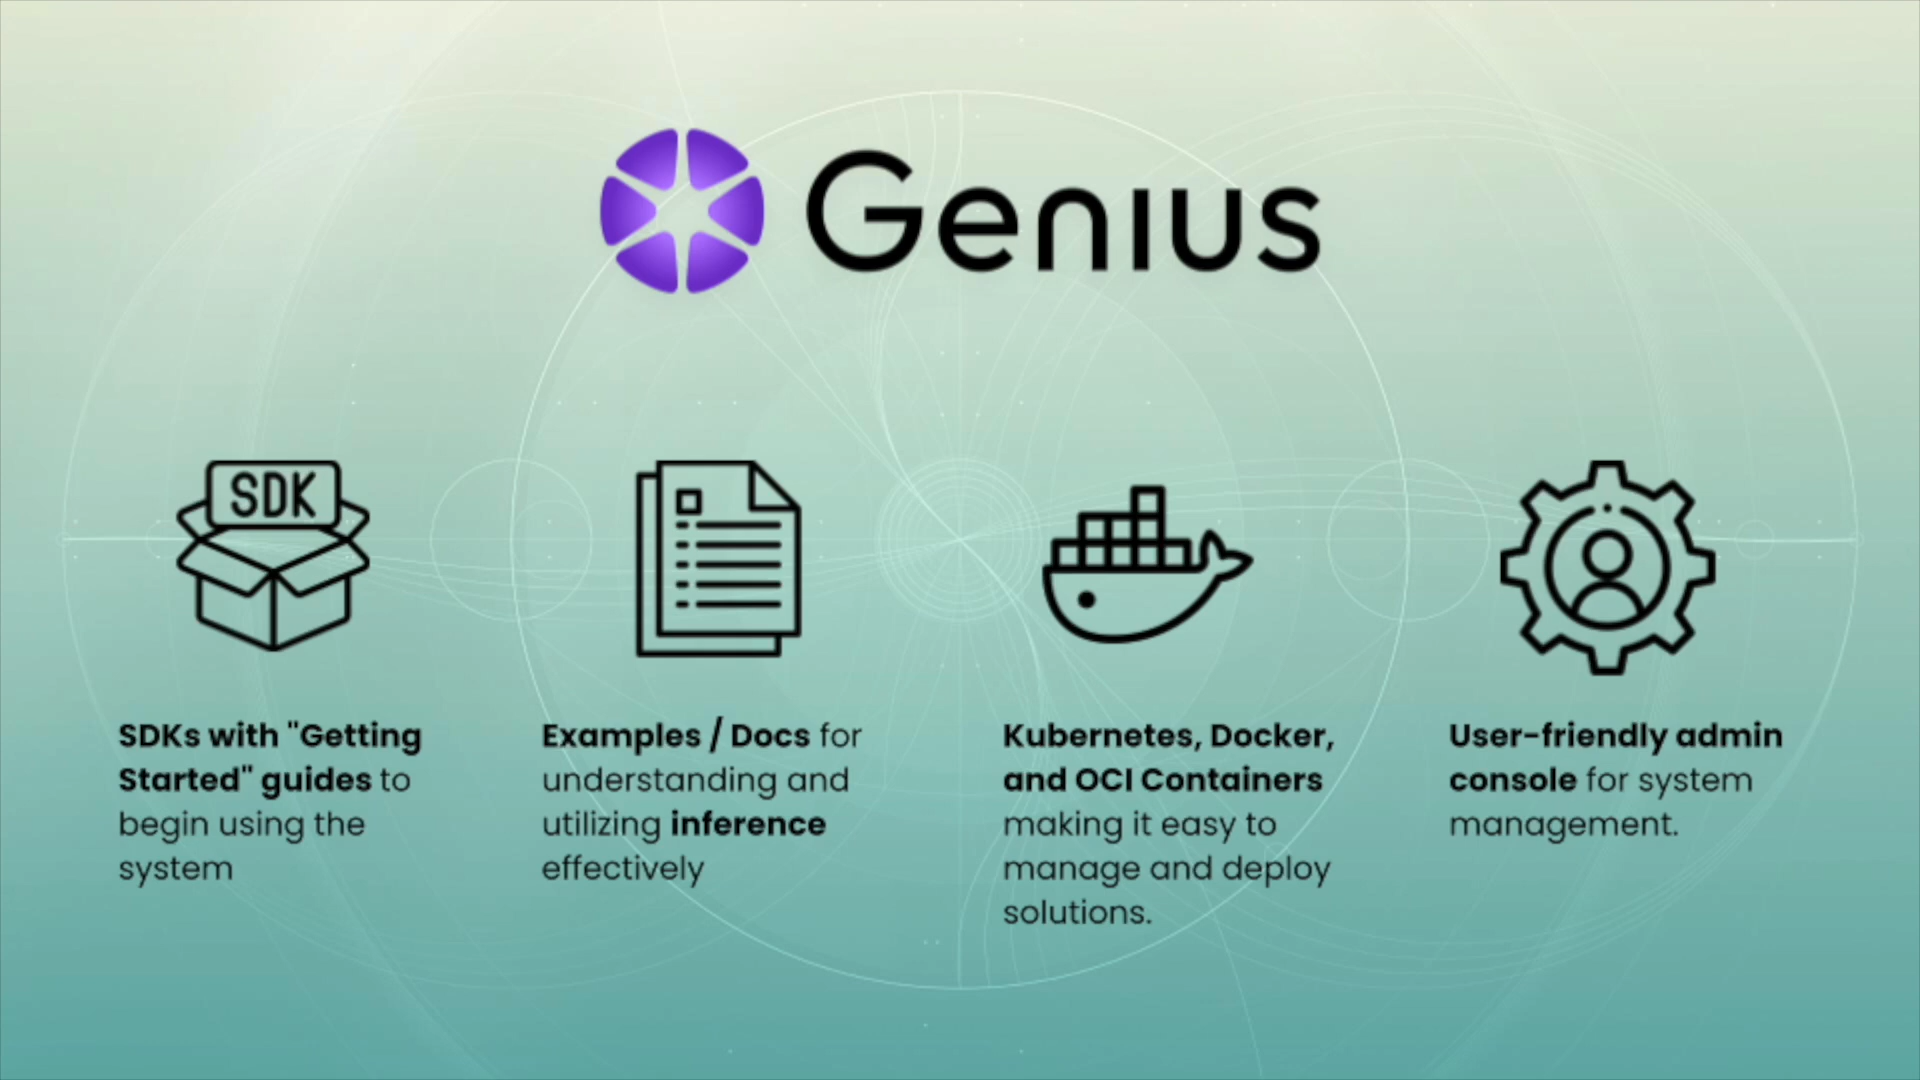 Genius
SDK
SDKs with "Getting
Started" guides to
begin using the
system
Examples / Docs for
understanding and
utilizing inference
effectively
Kubernetes, Docker,
and OCI Containers
making it easy to
manage and deploy
solutions.
User-friendly admin
console for system
management.